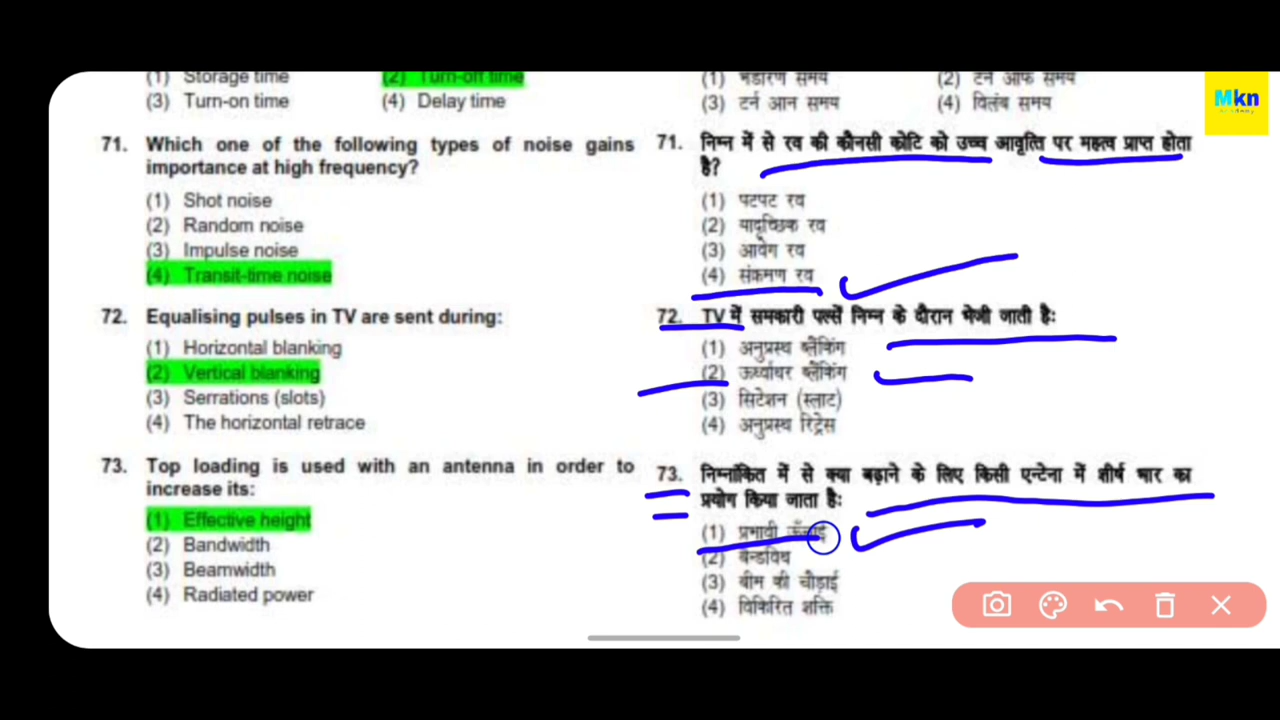 (1) Storage time (2) Turn-off time
(3) Turn-on time (4) Delay time
71. Which one of the following types of noise gains
importance at high frequency?
(1) Shot noise
(2) Random noise
(3) Impulse noise
(4) Transit-time noise
72. Equalising pulses in TV are sent during:
(1) Horizontal blanking
(2) Vertical blanking
(3) Serrations (slots)
(4) The horizontal retrace
73. Top loading is used with an antenna in order to
increase its:
(1) Effective height
(2) Bandwidth
(3) Beamwidth
(4) Radiated power
(1) भंडारण समय (2) टर्न ऑफ समय
(3) टर्न आन समय (4) विलंब समय
71. निम्न में से रव की कौनसी कोटि को उच्च आवृत्ति पर महत्व प्राप्त होता
है?
(1) पटपट रव
(2) यादृच्छिक रव
(3) आवेग रव
(4) संक्रमण रव
72. TV में समकारी पल्सें निम्न के दौरान भेजी जाती है:
(1) अनुप्रस्थ ब्लैंकिंग
(2) ऊर्ध्वाधर ब्लैंकिंग
(3) सिटेशन (स्लाट)
(4) अनुप्रस्थ रिट्रेस
73. निम्नांकित में से क्या बढ़ाने के लिए किसी एन्टेना में शीर्ष भार का
प्रयोग किया जाता है:
(1) प्रभावी ऊँचाई
(2) बैन्डविथ
(3) बीम की चौड़ाई
(4) विकिरित शक्ति
Mkn